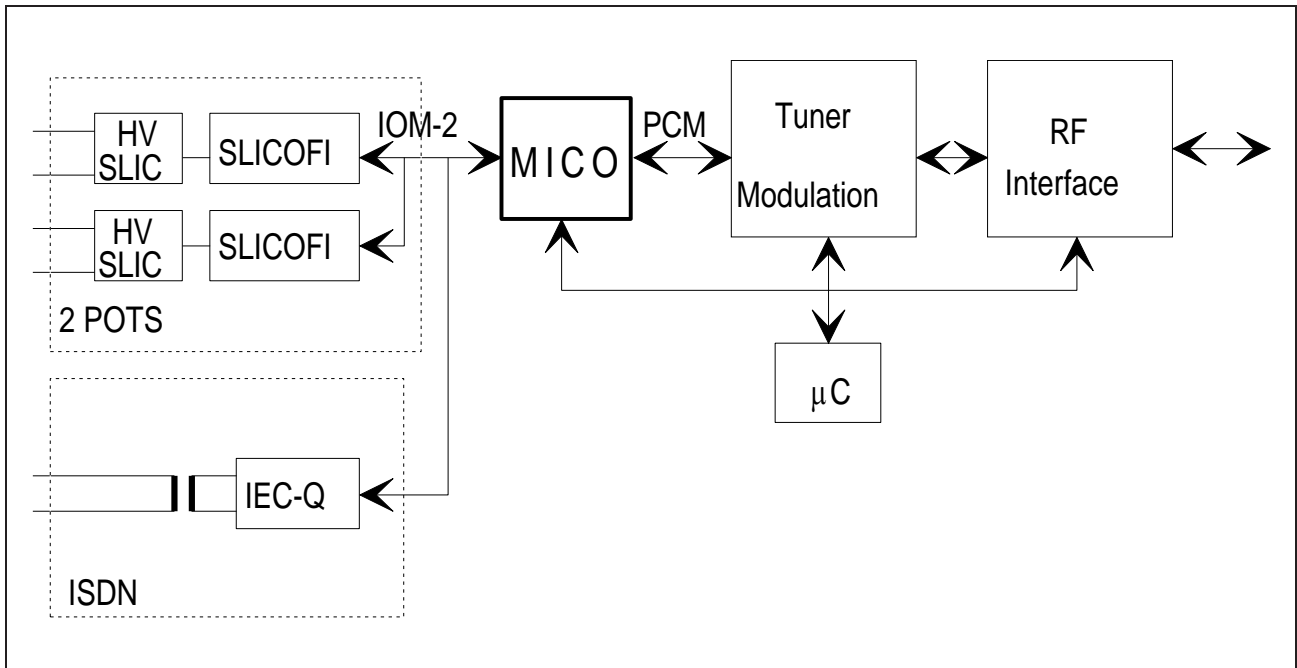 HV
SLIC
SLICOFI
IOM-2
MICO
PCM
Tuner
Modulation
RF
Interface
HV
SLIC
SLICOFI
2 POTS
μC
IEC-Q
ISDN